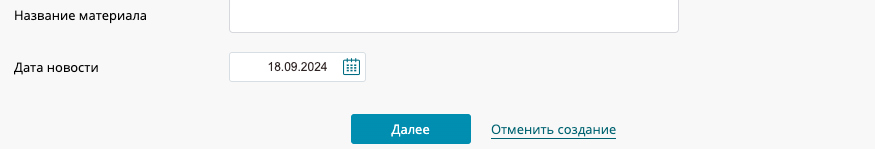 Название материала
Дата новости
18.09.2024
Далее
Отменить создание